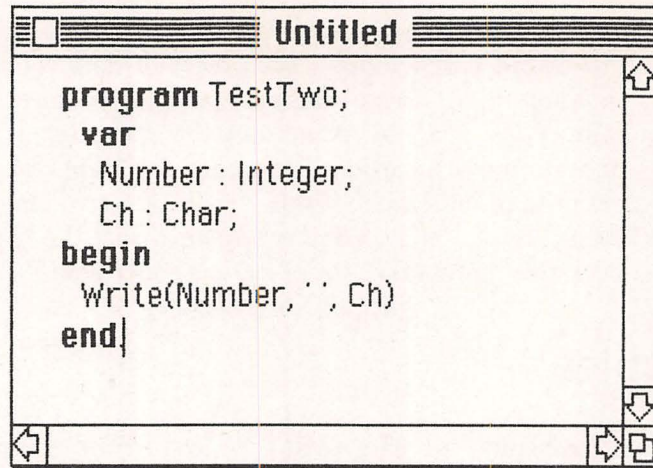 Untitled
program TestTwo;
var
Number : Integer;
Ch : Char;
begin
Write(Number, ' ', Ch)
end.